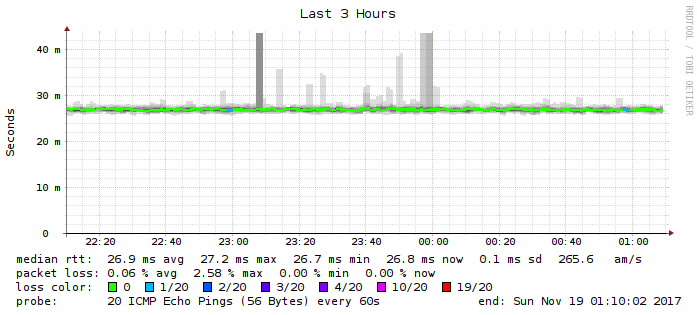 Last 3 Hours
RRDTOOL / TOBI OETIKER
Seconds
40 m
30 m
20 m
10 m
0
22:20 22:40 23:00 23:20 23:40 00:00 00:20 00:40 01:00
median rtt: 26.9 ms avg 27.2 ms max 26.7 ms min 26.8 ms now 0.1 ms sd 265.6 am/s
packet loss: 0.06 % avg 2.58 % max 0.00 % min 0.00 % now
loss color: 0 1/20 2/20 3/20 4/20 10/20 19/20
probe: 20 ICMP Echo Pings (56 Bytes) every 60s end: Sun Nov 19 01:10:02 2017